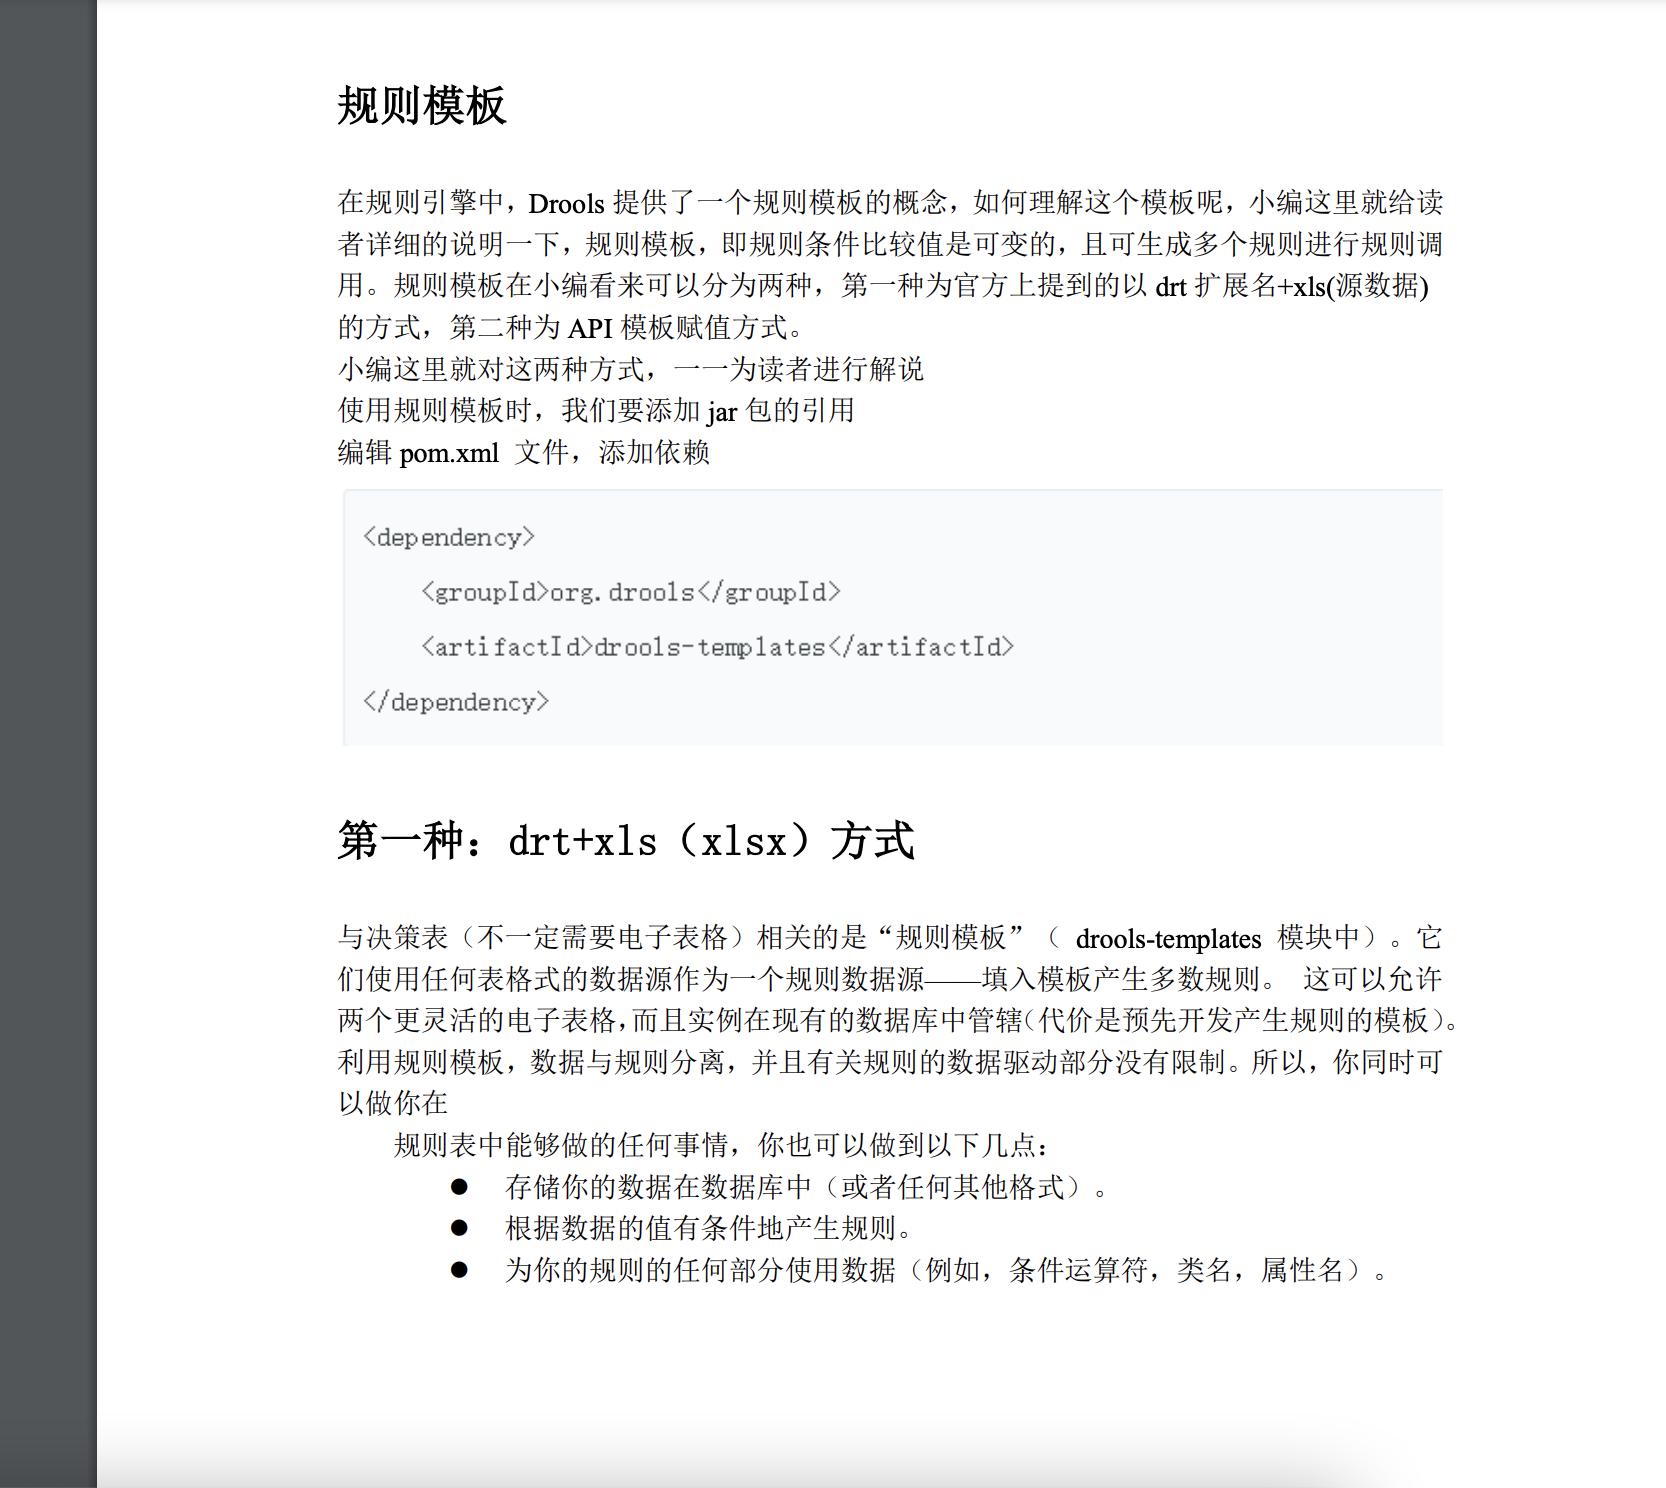 规则模板
在规则引擎中，Drools 提供了一个规则模板的概念，如何理解这个模板呢，小编这里就给读
者详细的说明一下，规则模板，即规则条件比较值是可变的，且可生成多个规则进行规则调
用。规则模板在小编看来可以分为两种，第一种为官方上提到的以 drt 扩展名+xls(源数据)
的方式，第二种为 API 模板赋值方式。
小编这里就对这两种方式，一一为读者进行解说
使用规则模板时，我们要添加 jar 包的引用
编辑 pom.xml 文件，添加依赖
<dependency>
    <groupId>org.drools</groupId>
    <artifactId>drools-templates</artifactId>
</dependency>
第一种：drt+xls（xlsx）方式
与决策表（不一定需要电子表格）相关的是“规则模板”（ drools-templates 模块中）。它
们使用任何表格式的数据源作为一个规则数据源——填入模板产生多数规则。 这可以允许
两个更灵活的电子表格，而且实例在现有的数据库中管辖（代价是预先开发产生规则的模板）。
利用规则模板，数据与规则分离，并且有关规则的数据驱动部分没有限制。所以，你同时可
以做你在
规则表中能够做的任何事情，你也可以做到以下几点：
● 存储你的数据在数据库中（或者任何其他格式）。
● 根据数据的值有条件地产生规则。
● 为你的规则的任何部分使用数据（例如，条件运算符，类名，属性名）。